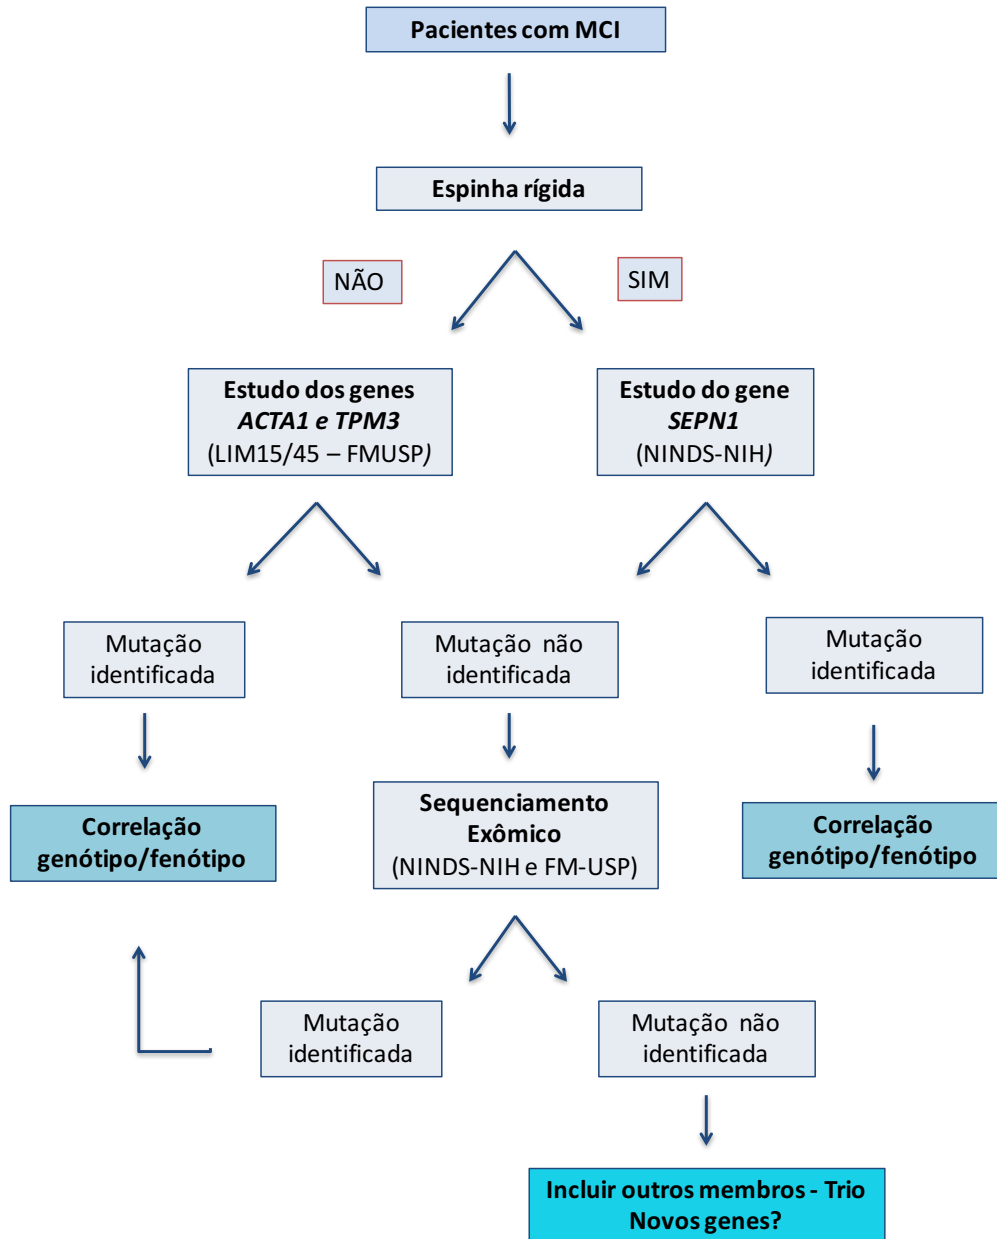 Pacientes com MCI
Espinha rígida
NÃO
SIM
Estudo dos genes
ACTA1 e TPM3
(LIM15/45 – FMUSP)
Estudo do gene
SEPN1
(NINDS-NIH)
Mutação
identificada
Mutação não
identificada
Mutação
identificada
Correlação
genótipo/fenótipo
Sequenciamento
Exômico
(NINDS-NIH e FM-USP)
Correlação
genótipo/fenótipo
Mutação
identificada
Mutação não
identificada
Incluir outros membros - Trio
Novos genes?